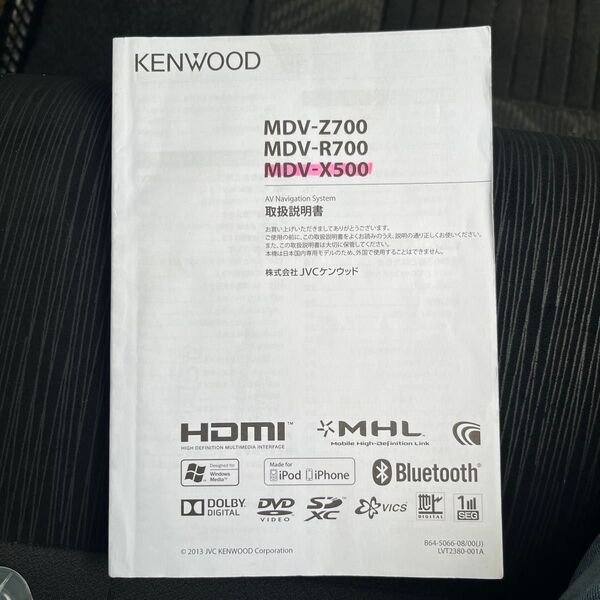 KENWOOD
MDV-Z700
MDV-R700
MDV-X500
AV Navigation System
取扱説明書
お買い上げいただきましてありがとうございます。
ご使用の前に、この取扱説明書をよくお読みのうえ、説明の通り正しくお使いください。
また、この取扱説明書は大切に保管してください。
本機は日本国内専用モデルのため、外国で使用することはできません。
株式会社 JVCケンウッド
HDMI™ MHL
HIGH DEFINITION MULTIMEDIA INTERFACE Mobile High-Definition Link
Designed for Windows Media™ Made for iPod iPhone Bluetooth®
DOLBY DIGITAL DVD VIDEO SD XC VICS 地上 DIGITAL 1 SEG
B64-5066-08/00(J)
© 2013 JVC KENWOOD Corporation LVT2380-001A